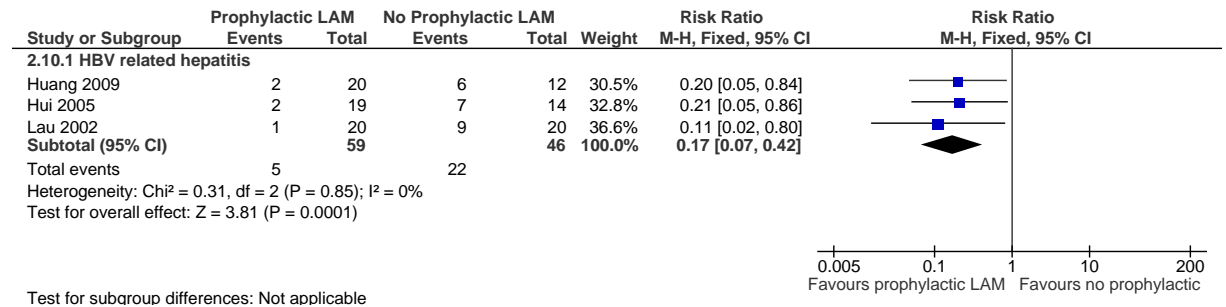 Prophylactic LAM No Prophylactic LAM Risk Ratio Risk Ratio
Study or Subgroup Events Total Events Total Weight M-H, Fixed, 95% CI M-H, Fixed, 95% CI
2.10.1 HBV related hepatitis
Huang 2009 2 20 6 12 30.5% 0.20 [0.05, 0.84]
Hui 2005 2 19 7 14 32.8% 0.21 [0.05, 0.86]
Lau 2002 1 20 9 20 36.6% 0.11 [0.02, 0.80]
Subtotal (95% CI) 59 46 100.0% 0.17 [0.07, 0.42]
Total events 5 22
Heterogeneity: Chi² = 0.31, df = 2 (P = 0.85); I² = 0%
Test for overall effect: Z = 3.81 (P = 0.0001)
0.005 0.1 1 10 200
Favours prophylactic LAM Favours no prophylactic
Test for subgroup differences: Not applicable